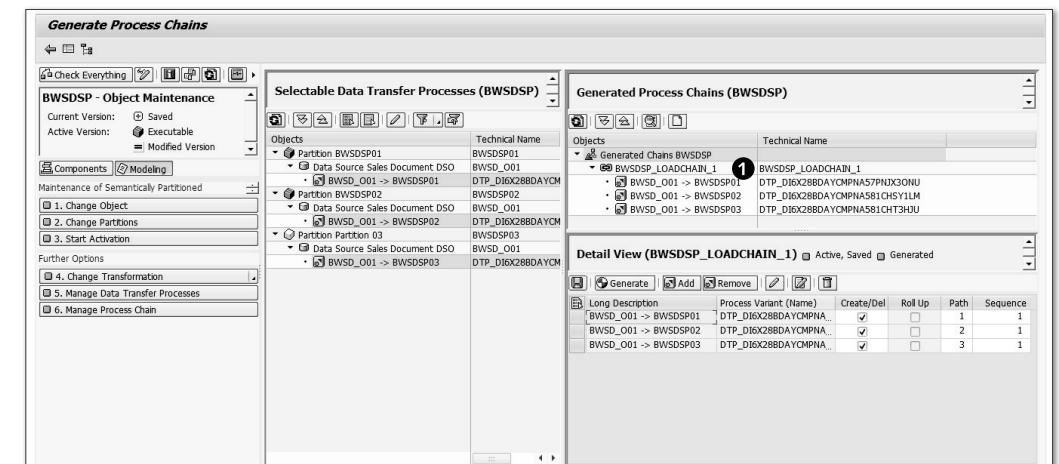 Generate Process Chains
Check Everything
BWSDSP - Object Maintenance
Current Version: Saved
Active Version: Executable
Modified Version
Components Modeling
Maintenance of Semantically Partitioned
1. Change Object
2. Change Partitions
3. Start Activation
Further Options
4. Change Transformation
5. Manage Data Transfer Processes
6. Manage Process Chain
Selectable Data Transfer Processes (BWSDSP)
Objects Technical Name
Partition BWSDSP01 BWSDSP01
Data Source Sales Document DSO BWSD_O01
BWSD_O01 -> BWSDSP01 DTP_DI6X28BDAYCM
Partition BWSDSP02 BWSDSP02
Data Source Sales Document DSO BWSD_O01
BWSD_O01 -> BWSDSP02 DTP_DI6X28BDAYCM
Partition Partition 03 BWSDSP03
Data Source Sales Document DSO BWSD_O01
BWSD_O01 -> BWSDSP03 DTP_DI6X28BDAYCM
Generated Process Chains (BWSDSP)
Objects Technical Name
Generated Chains BWSDSP
BWSDSP_LOADCHAIN_1 1 BWSDSP_LOADCHAIN_1
BWSD_O01 -> BWSDSP01 DTP_DI6X28BDAYCMPNA57PNJX3ONU
BWSD_O01 -> BWSDSP02 DTP_DI6X28BDAYCMPNA581CHSY1LM
BWSD_O01 -> BWSDSP03 DTP_DI6X28BDAYCMPNA581CHT3HJU
Detail View (BWSDSP_LOADCHAIN_1) Active, Saved Generated
Generate Add Remove
Long Description Process Variant (Name) Create/Del Roll Up Path Sequence
BWSD_O01 -> BWSDSP01 DTP_DI6X28BDAYCMPNA... 1 1
BWSD_O01 -> BWSDSP02 DTP_DI6X28BDAYCMPNA... 2 1
BWSD_O01 -> BWSDSP03 DTP_DI6X28BDAYCMPNA... 3 1